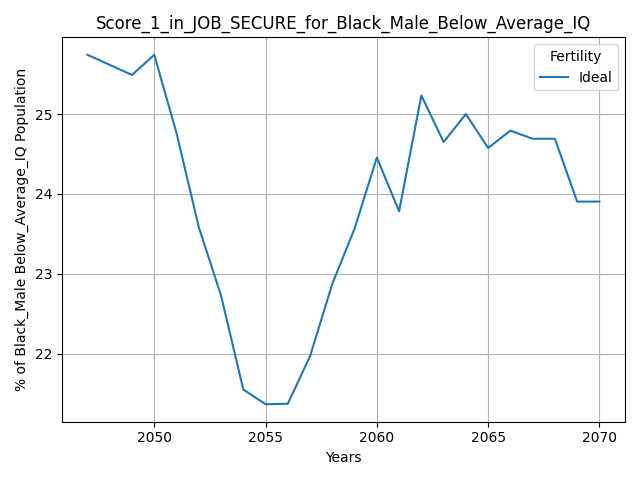 Score_1_in_JOB_SECURE_for_Black_Male_Below_Average_IQ
% of Black_Male Below_Average_IQ Population
Fertility
Ideal
25
24
23
22
2050
2055
2060
2065
2070
Years